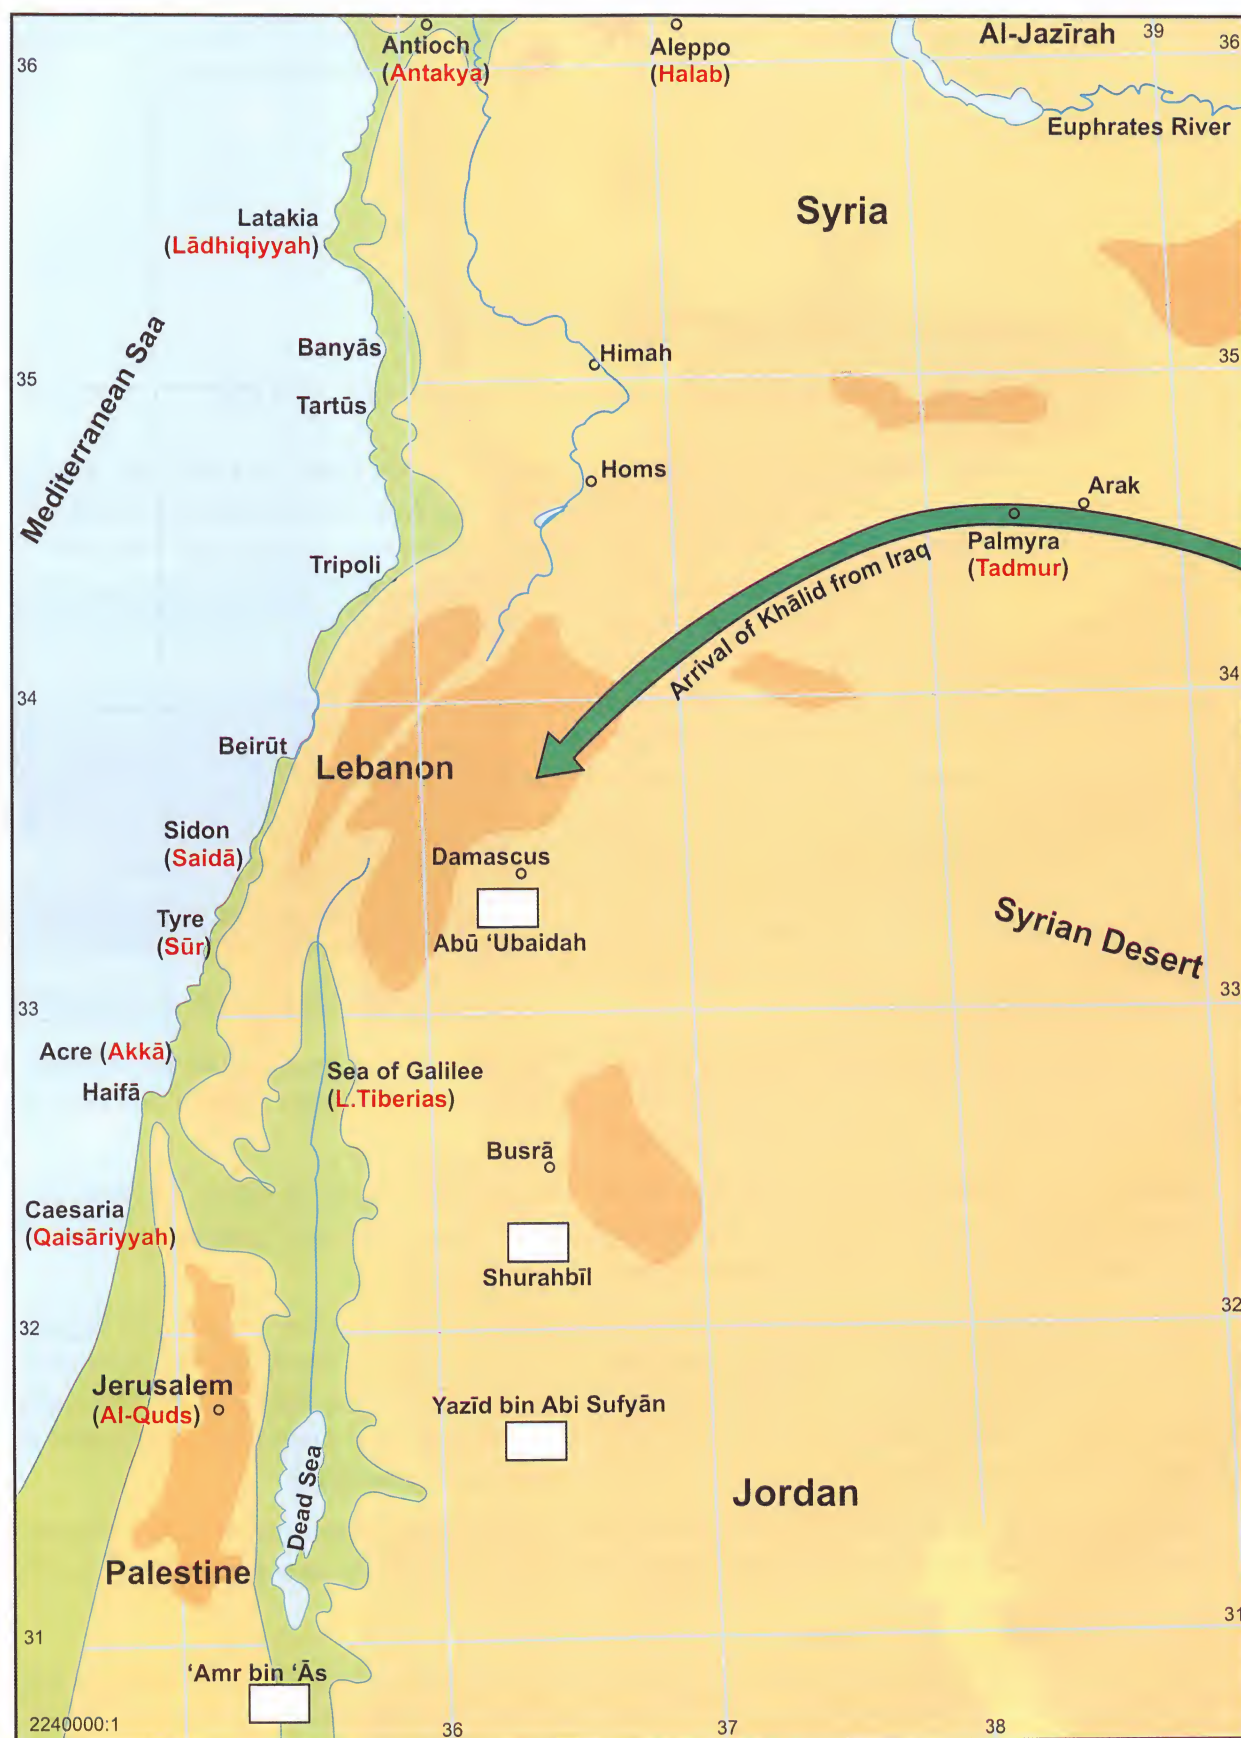 Antioch
(Antakya)
Aleppo
(Halab)
Al-Jazīrah
39
36
36
Euphrates River
Syria
Latakia
(Lādhiqiyyah)
Mediterranean Saa
Banyās
Himah
35
35
Tartūs
Homs
Arak
Palmyra
(Tadmur)
Tripoli
Arrival of Khālid from Iraq
34
34
Beirūt
Lebanon
Sidon
(Saidā)
Damascus
Tyre
(Sūr)
Abū ‘Ubaidah
Syrian Desert
33
33
Acre (Akkā)
Haifā
Sea of Galilee
(L.Tiberias)
Busrā
Caesaria
(Qaisāriyyah)
Shurahbīl
32
32
Jerusalem
(Al-Quds)
Yazīd bin Abi Sufyān
Dead Sea
Jordan
Palestine
31
31
‘Amr bin ‘Ās
2240000:1
36
37
38